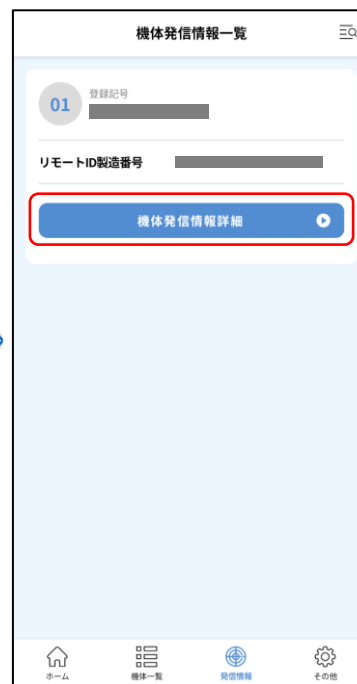 機体発信情報一覧
01
登録記号
リモートID製造番号
機体発信情報詳細
ホーム
機体一覧
発信情報
その他